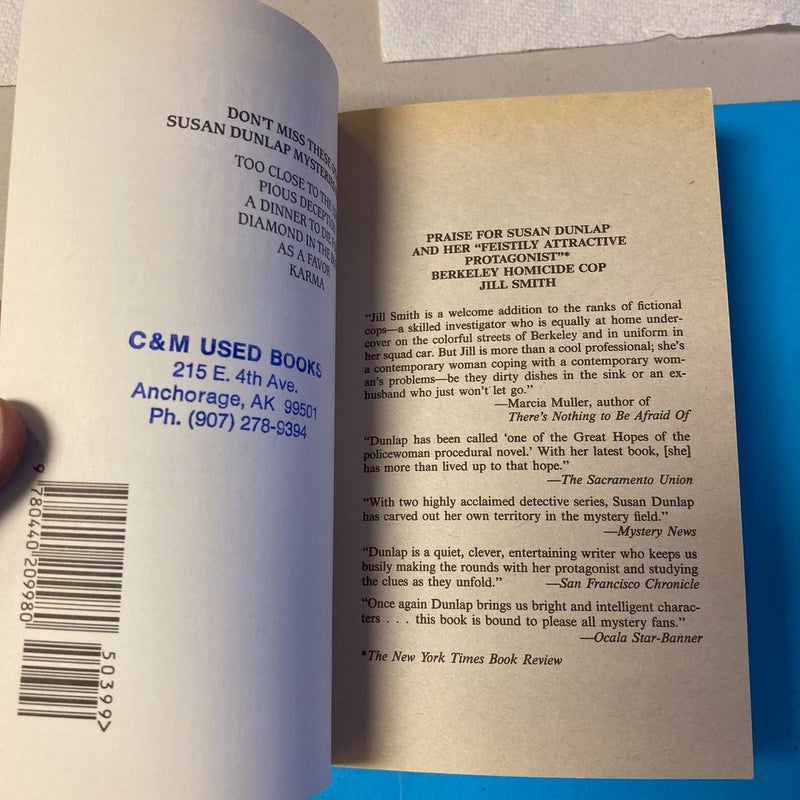 DON'T MISS THESE
SUSAN DUNLAP MYSTERIES
TOO CLOSE TO THE
PIOUS DECEPTION
A DINNER TO DIE
DIAMOND IN THE
AS A FAVOR
KARMA
C&M USED BOOKS
215 E. 4th Ave.
Anchorage, AK 99501
Ph. (907) 278-9394
9 780440 209980
50399>
PRAISE FOR SUSAN DUNLAP
AND HER “FEISTILY ATTRACTIVE
PROTAGONIST”*
BERKELEY HOMICIDE COP
JILL SMITH
“Jill Smith is a welcome addition to the ranks of fictional
cops—a skilled investigator who is equally at home under-
cover on the colorful streets of Berkeley and in uniform in
her squad car. But Jill is more than a cool professional; she's
a contemporary woman coping with a contemporary wom-
an's problems—be they dirty dishes in the sink or an ex-
husband who just won't let go.”
—Marcia Muller, author of
There's Nothing to Be Afraid Of
“Dunlap has been called ‘one of the Great Hopes of the
policewoman procedural novel.’ With her latest book, [she]
has more than lived up to that hope.”
—The Sacramento Union
“With two highly acclaimed detective series, Susan Dunlap
has carved out her own territory in the mystery field.”
—Mystery News
“Dunlap is a quiet, clever, entertaining writer who keeps us
busily making the rounds with her protagonist and studying
the clues as they unfold.” —San Francisco Chronicle
“Once again Dunlap brings us bright and intelligent charac-
ters . . . this book is bound to please all mystery fans.”
—Ocala Star-Banner
*The New York Times Book Review